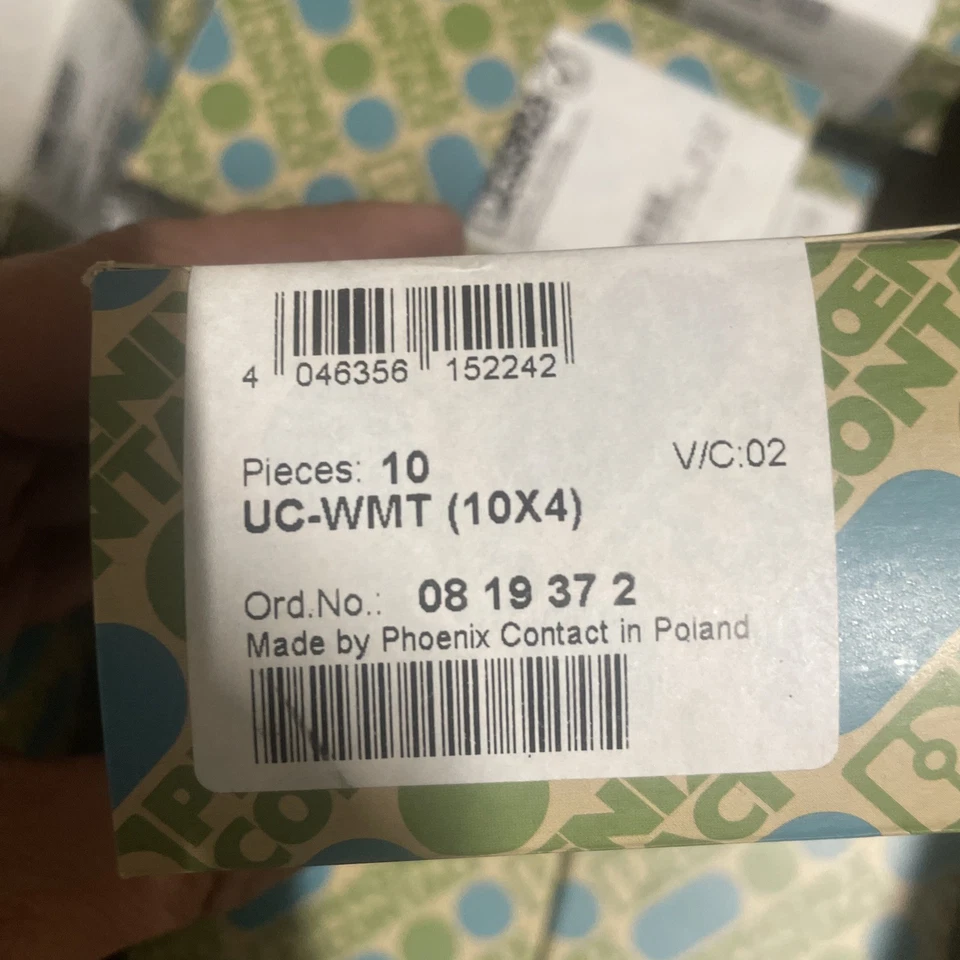 4 046356 152242
Pieces: 10 V/C:02
UC-WMT (10X4)
Ord.No.: 08 19 37 2
Made by Phoenix Contact in Poland